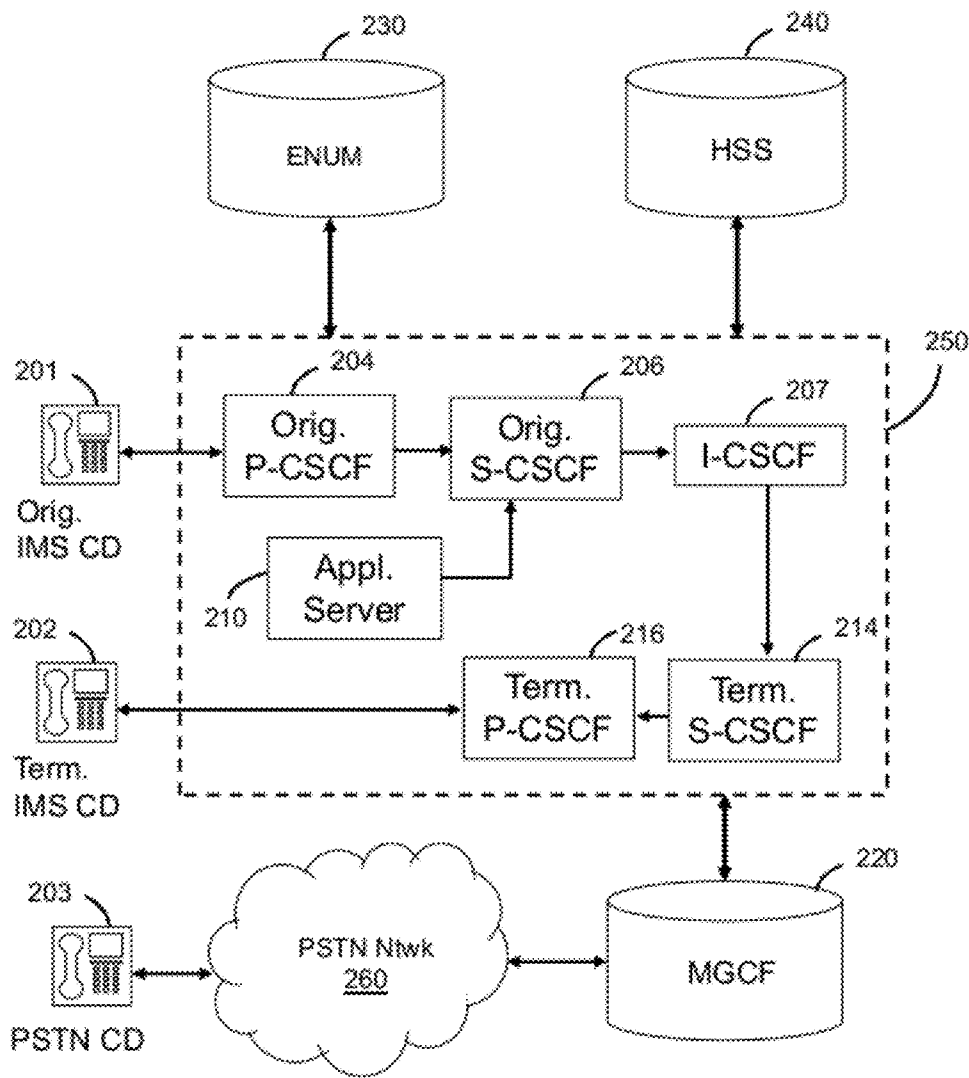 230
240
ENUM
HSS
250
201
204
206
207
Orig.
P-CSCF
Orig.
S-CSCF
I-CSCF
Orig.
IMS CD
Appl.
Server
210
202
216
214
Term.
P-CSCF
Term.
S-CSCF
Term.
IMS CD
220
203
PSTN Ntwk
260
MGCF
PSTN CD